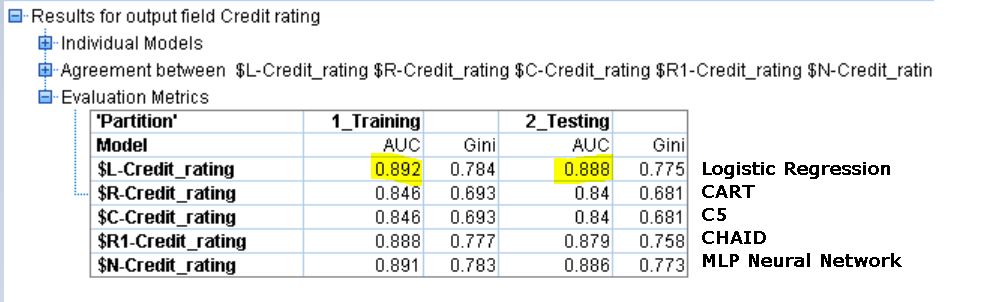 Results for output field Credit rating
Individual Models
Agreement between $L-Credit_rating $R-Credit_rating $C-Credit_rating $R1-Credit_rating $N-Credit_ratin
Evaluation Metrics
'Partition' 1_Training 2_Testing
Model AUC Gini AUC Gini
$L-Credit_rating 0.892 0.784 0.888 0.775 Logistic Regression
$R-Credit_rating 0.846 0.693 0.84 0.681 CART
$C-Credit_rating 0.846 0.693 0.84 0.681 C5
$R1-Credit_rating 0.888 0.777 0.879 0.758 CHAID
$N-Credit_rating 0.891 0.783 0.886 0.773 MLP Neural Network